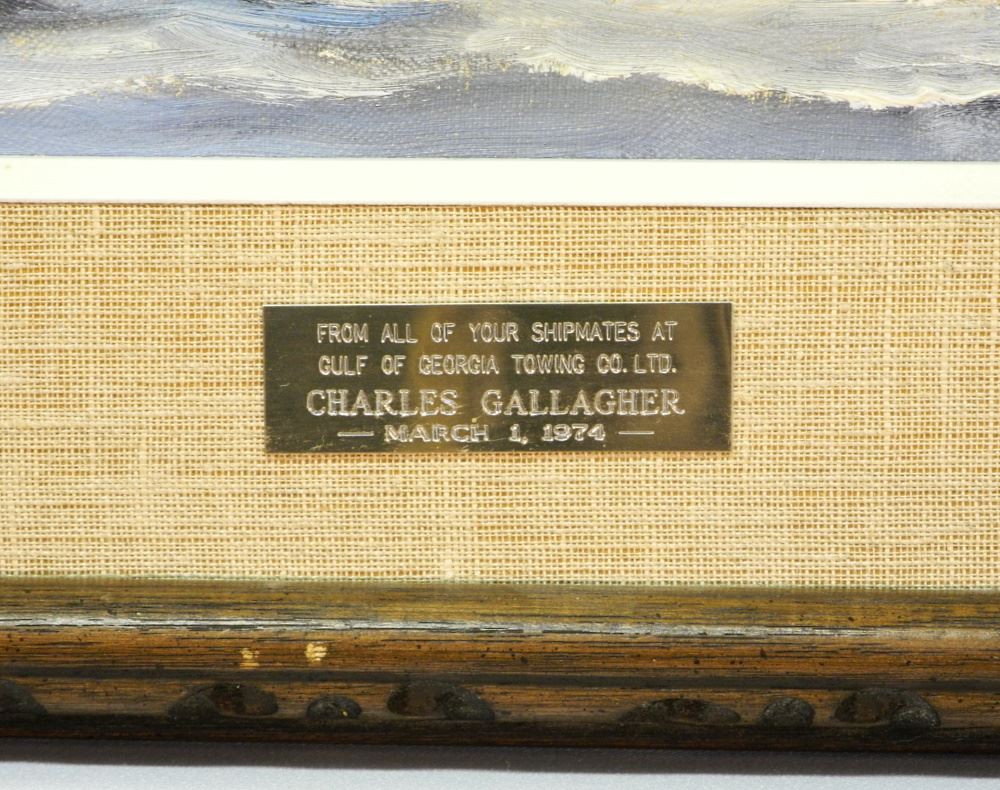 FROM ALL OF YOUR SHIPMATES AT
GULF OF GEORGIA TOWING CO. LTD.
CHARLES GALLAGHER
— MARCH 1, 1974 —